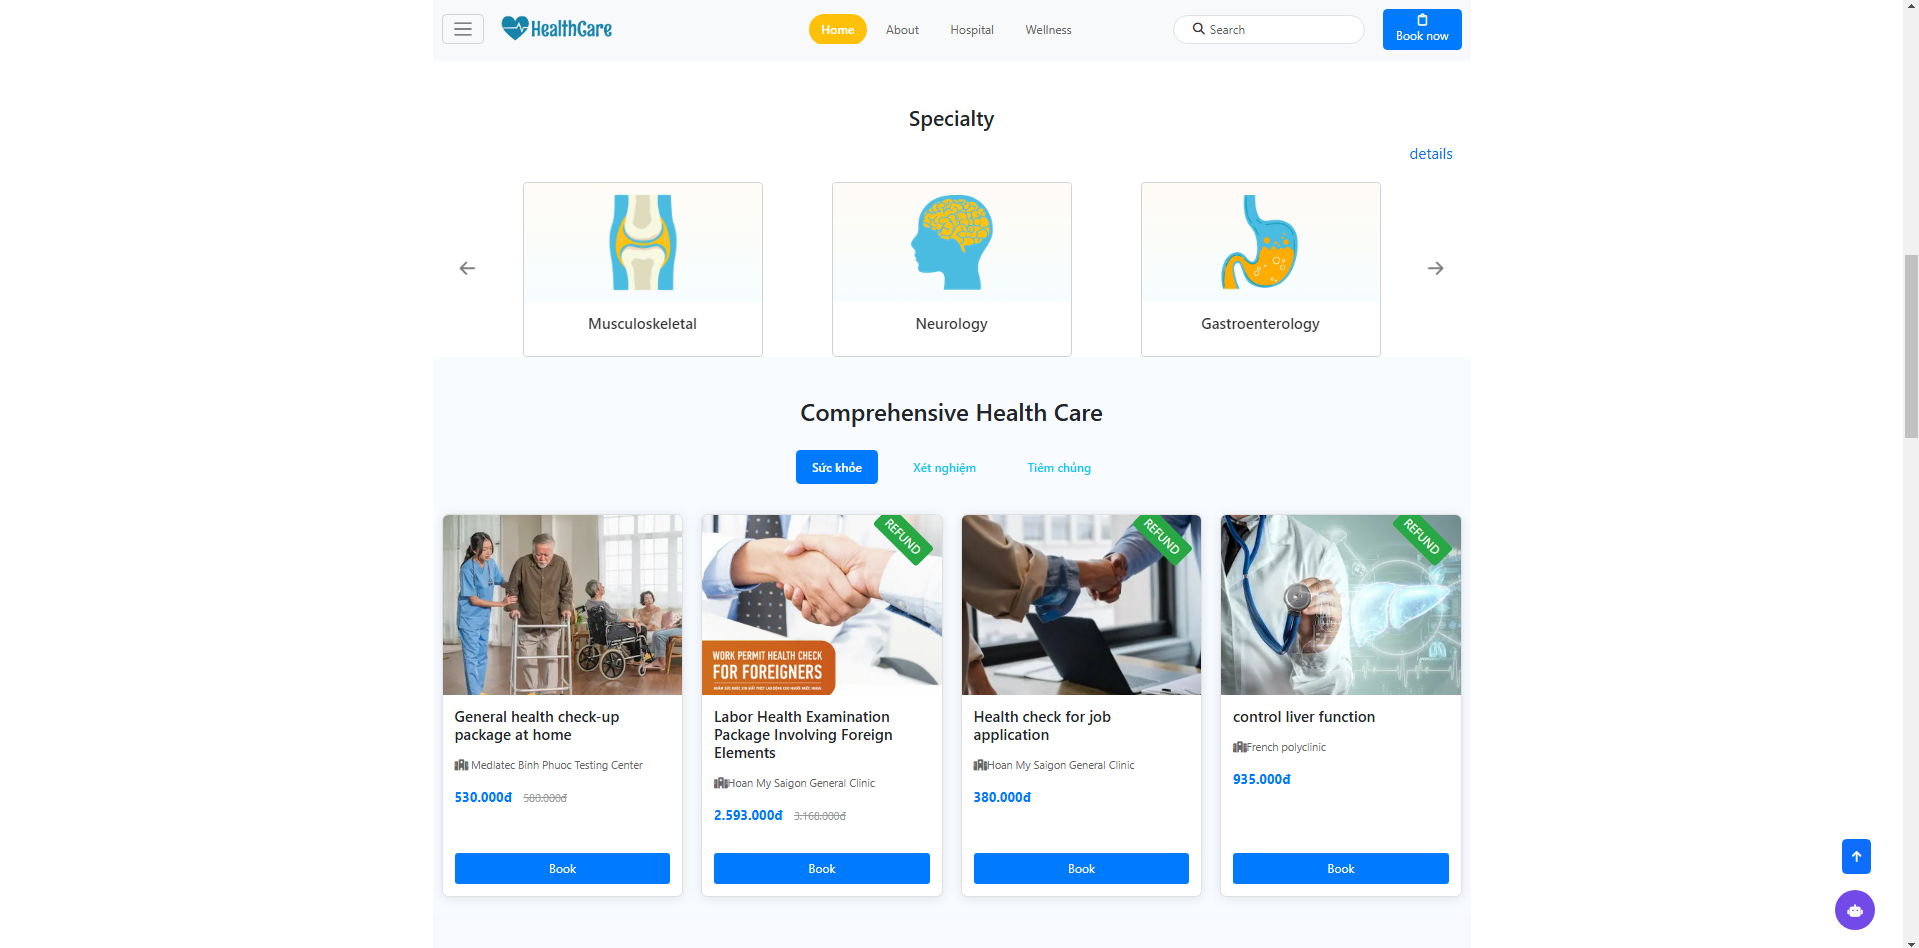 HealthCare
Home
About
Hospital
Wellness
Search
Book now
Specialty
details
Musculoskeletal
Neurology
Gastroenterology
Comprehensive Health Care
Sức khỏe
Xét nghiệm
Tiêm chủng
REFUND
WORK PERMIT HEALTH CHECK
FOR FOREIGNERS
REFUND
REFUND
General health check-up
package at home
Medlatec Binh Phuoc Testing Center
530.000đ 580.000đ
Book
Labor Health Examination
Package Involving Foreign
Elements
Hoan My Saigon General Clinic
2.593.000đ 3.168.000đ
Book
Health check for job
application
Hoan My Saigon General Clinic
380.000đ
Book
control liver function
French polyclinic
935.000đ
Book